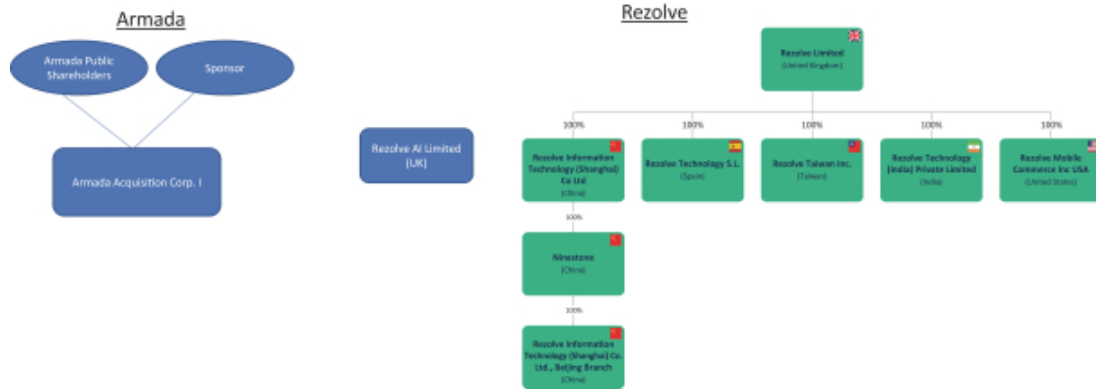 Armada
Rezolve
Armada Public
Shareholders
Sponsor
Armada Acquisition Corp. I
Rezolve AI Limited
(UK)
Rezolve Limited
(United Kingdom)
100%
100%
100%
100%
100%
Rezolve Information
Technology (Shanghai)
Co Ltd
(China)
Rezolve Technology S.L.
(Spain)
Rezolve Taiwan Inc.
(Taiwan)
Rezolve Technology
(India) Private Limited
(India)
Rezolve Mobile
Commerce Inc USA
(United States)
100%
Ninestone
(China)
100%
Rezolve Information
Technology (Shanghai) Co.
Ltd., Beijing Branch
(China)